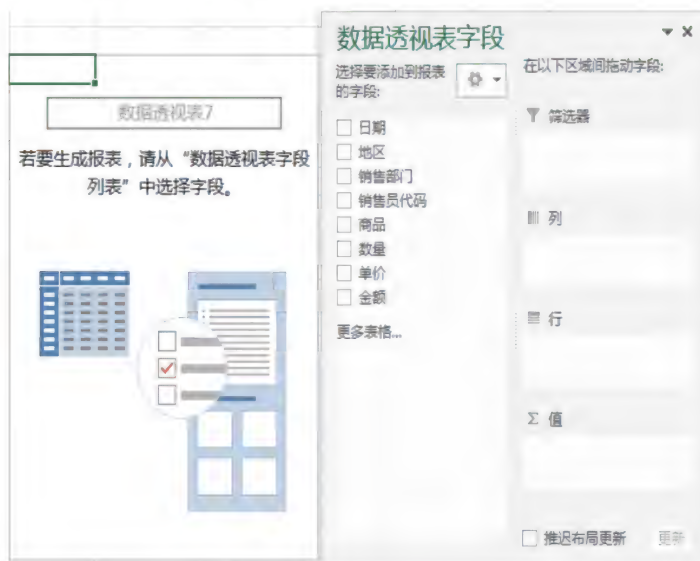 数据透视表7
若要生成报表，请从“数据透视表字段
列表”中选择字段。
数据透视表字段
选择要添加到报表
的字段:
日期
地区
销售部门
销售员代码
商品
数量
单价
金额
更多表格...
在以下区域间拖动字段:
筛选器
列
行
Σ 值
推迟布局更新
更新